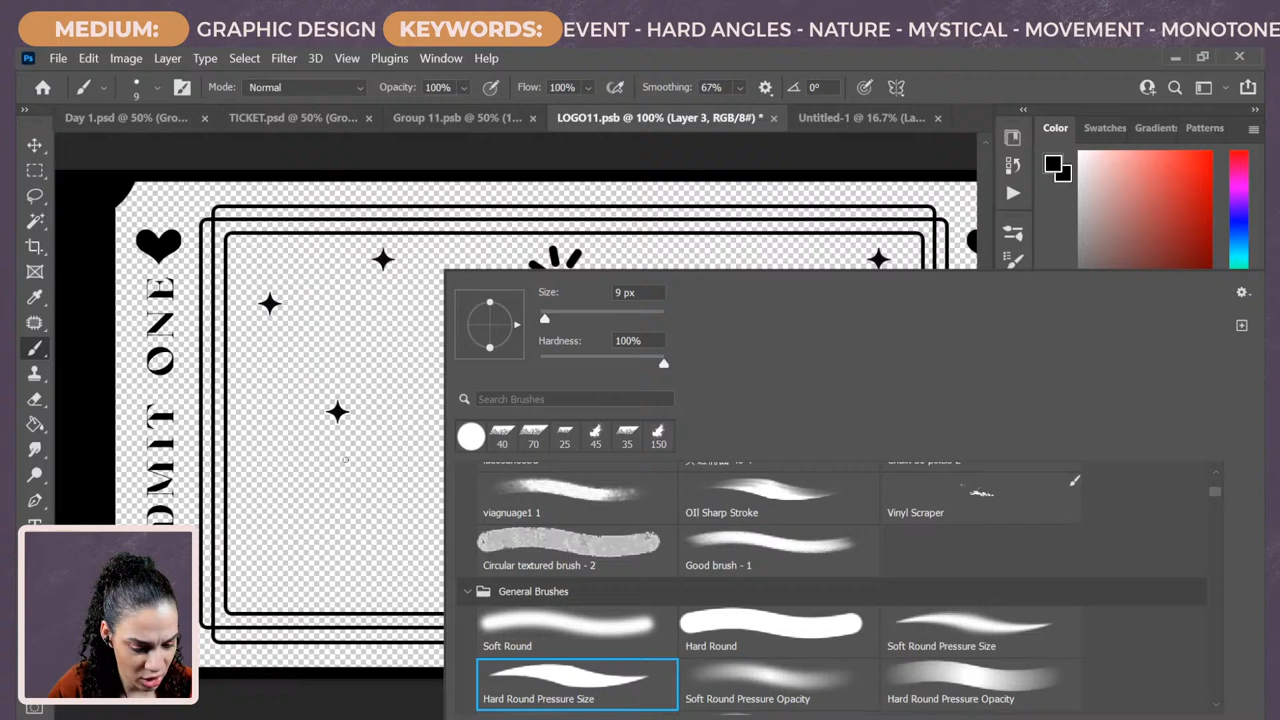 MEDIUM: GRAPHIC DESIGN KEYWORDS: EVENT - HARD ANGLES - NATURE - MYSTICAL - MOVEMENT - MONOTONE
Ps File Edit Image Layer Type Select Filter 3D View Plugins Window Help
9 Mode: Normal Opacity: 100% Flow: 100% Smoothing: 67% 0°
Day 1.psd @ 50% (Gro... × TICKET.psd @ 50% (Gro... × Group 11.psb @ 50% (1... × LOGO11.psb @ 100% (Layer 3, RGB/8#) * × Untitled-1 @ 16.7% (La... ×
Color Swatches Gradients Patterns
DMIT ONE
Size: 9 px
Hardness: 100%
Search Brushes
40 70 25 45 35 150
viagnuage1 1 OIl Sharp Stroke Vinyl Scraper
Circular textured brush - 2 Good brush - 1
General Brushes
Soft Round Hard Round Soft Round Pressure Size
Hard Round Pressure Size Soft Round Pressure Opacity Hard Round Pressure Opacity